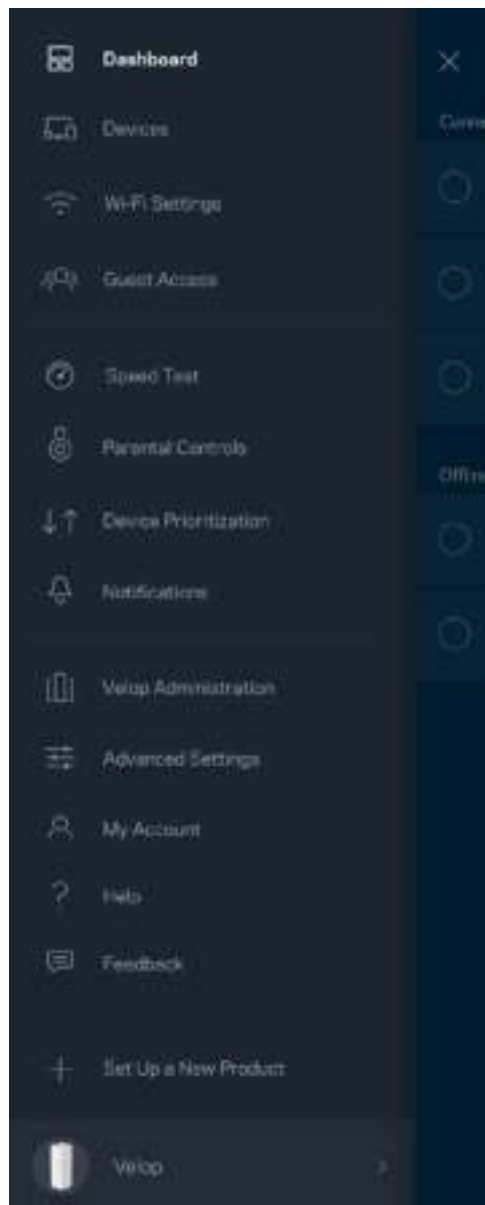 Dashboard
Devices
Wi-Fi Settings
Guest Access
Speed Test
Parental Controls
Device Prioritization
Notifications
Velop Administration
Advanced Settings
My Account
Help
Feedback
Set Up a New Product
Velop